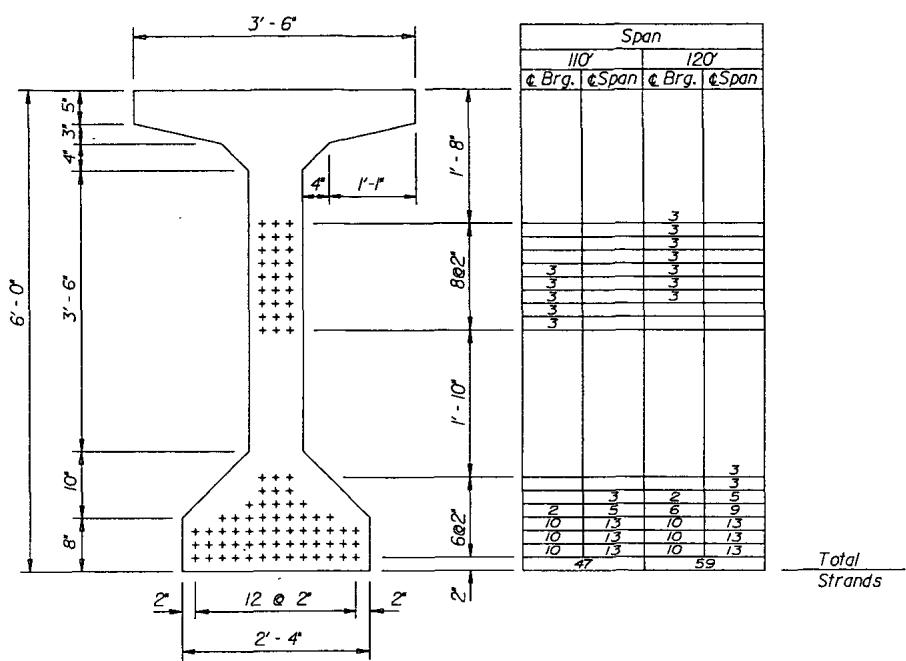 3'-6"
Span
110' 120'
℄ Brg. ℄Span ℄ Brg. ℄Span
5"
3"
4"
1'-8"
4" 1'-1"
3
3
3
3
3 3
3 3
3 3
3
3
6'-0"
3'-6"
8@2"
1'-10"
10"
8"
6@2"
2"
3
3
3 2 5
2 5 6 9
10 13 10 13
10 13 10 13
10 13 10 13
47 59
Total
Strands
2" 12 @ 2" 2"
2'-4"